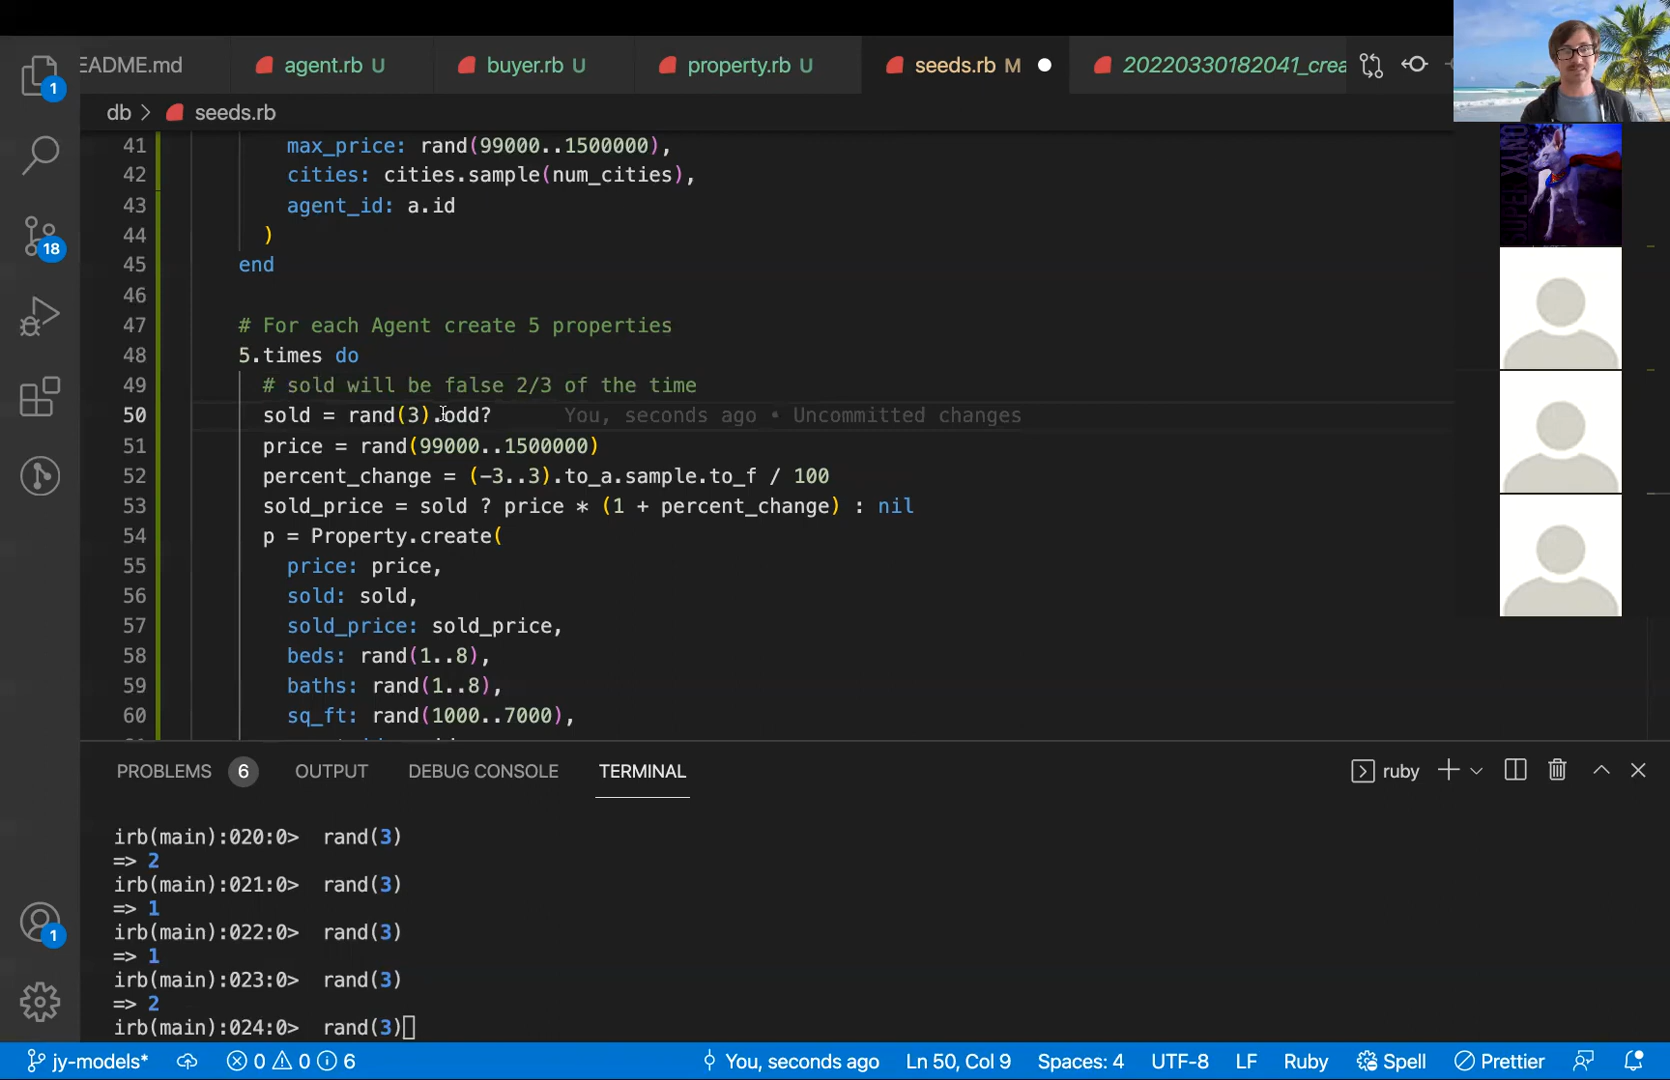 EADME.md agent.rb U buyer.rb U property.rb U seeds.rb M 20220330182041_crea
db > seeds.rb
41 max_price: rand(99000..1500000),
42 cities: cities.sample(num_cities),
43 agent_id: a.id
44 )
45 end
46
47 # For each Agent create 5 properties
48 5.times do
49 # sold will be false 2/3 of the time
50 sold = rand(3).odd? You, seconds ago • Uncommitted changes
51 price = rand(99000..1500000)
52 percent_change = (-3..3).to_a.sample.to_f / 100
53 sold_price = sold ? price * (1 + percent_change) : nil
54 p = Property.create(
55 price: price,
56 sold: sold,
57 sold_price: sold_price,
58 beds: rand(1..8),
59 baths: rand(1..8),
60 sq_ft: rand(1000..7000),
1
18
1
PROBLEMS 6 OUTPUT DEBUG CONSOLE TERMINAL ruby
irb(main):020:0> rand(3)
=> 2
irb(main):021:0> rand(3)
=> 1
irb(main):022:0> rand(3)
=> 1
irb(main):023:0> rand(3)
=> 2
irb(main):024:0> rand(3)
jy-models* 0 0 6 You, seconds ago Ln 50, Col 9 Spaces: 4 UTF-8 LF Ruby Spell Prettier